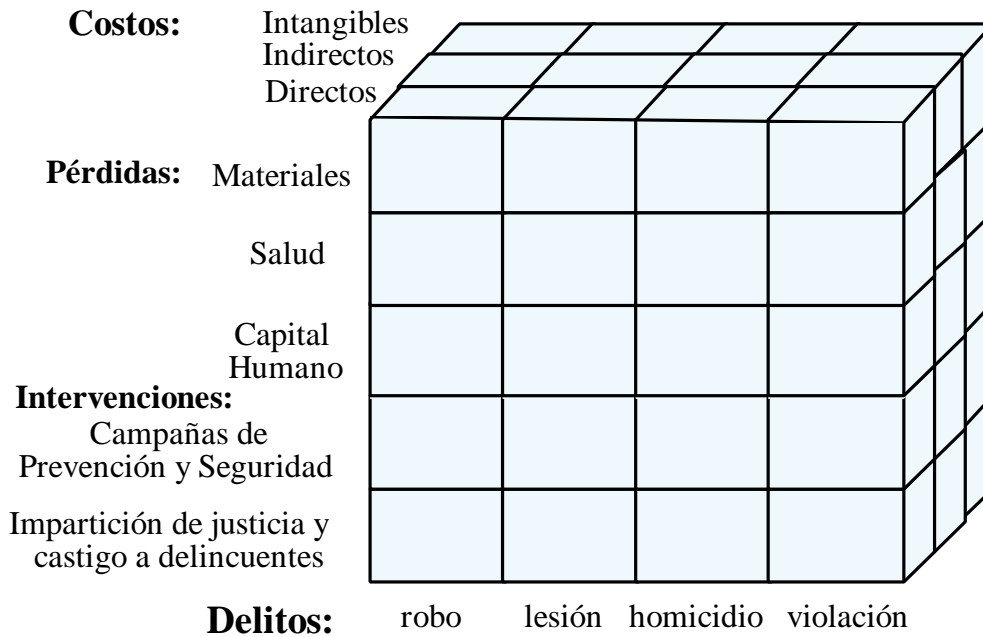 Costos: Intangibles
Indirectos
Directos
Pérdidas: Materiales
Salud
Capital
Humano
Intervenciones:
Campañas de
Prevención y Seguridad
Impartición de justicia y
castigo a delincuentes
Delitos: robo lesión homicidio violación